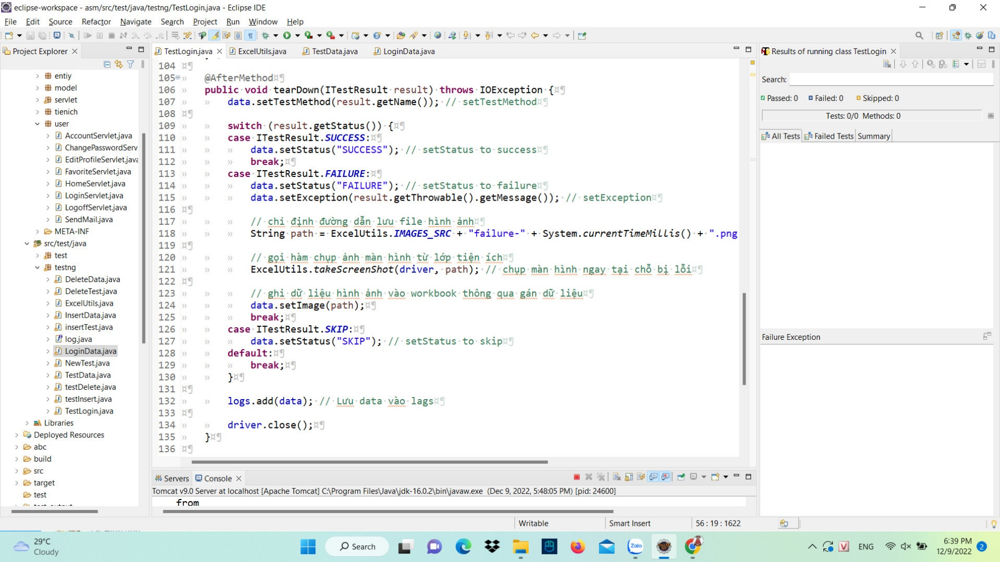 eclipse-workspace - asm/src/test/java/testng/TestLogin.java - Eclipse IDE
File Edit Source Refactor Navigate Search Project Run Window Help
Project Explorer
entiy
model
servlet
tienich
user
AccountServlet.java
ChangePasswordServ
EditProfileServlet.java
FavoriteServlet.java
HomeServlet.java
LoginServlet.java
LogoffServlet.java
SendMail.java
META-INF
src/test/java
test
testng
DeleteData.java
DeleteTest.java
ExcelUtils.java
InsertData.java
insertTest.java
log.java
LoginData.java
NewTest.java
TestData.java
testDelete.java
testInsert.java
TestLogin.java
Libraries
Deployed Resources
abc
build
src
target
test
TestLogin.java ExcelUtils.java TestData.java LoginData.java
104
105 @AfterMethod
106 public void tearDown(ITestResult result) throws IOException {
107 data.setTestMethod(result.getName()); // setTestMethod
108
109 switch (result.getStatus()) {
110 case ITestResult.SUCCESS:
111 data.setStatus("SUCCESS"); // setStatus to success
112 break;
113 case ITestResult.FAILURE:
114 data.setStatus("FAILURE"); // setStatus to failure
115 data.setException(result.getThrowable().getMessage()); // setException
116
117 // chỉ định đường dẫn lưu file hình ảnh
118 String path = ExcelUtils.IMAGES_SRC + "failure-" + System.currentTimeMillis() + ".png
119
120 // gọi hàm chụp ảnh màn hình từ lớp tiện ích
121 ExcelUtils.takeScreenShot(driver, path); // chụp màn hình ngay tại chỗ bị lỗi
122
123 // ghi dữ liệu hình ảnh vào workbook thông qua gán dữ liệu
124 data.setImage(path);
125 break;
126 case ITestResult.SKIP:
127 data.setStatus("SKIP"); // setStatus to skip
128 default:
129 break;
130 }
131
132 logs.add(data); // Lưu data vào lags
133
134 driver.close();
135 }
136
Servers Console
Tomcat v9.0 Server at localhost [Apache Tomcat] C:\Program Files\Java\jdk-16.0.2\bin\javaw.exe (Dec 9, 2022, 5:48:05 PM) [pid: 24600]
from
Results of running class TestLogin
Search:
Passed: 0 Failed: 0 Skipped: 0
Tests: 0/0 Methods: 0
All Tests Failed Tests Summary
Failure Exception
Writable Smart Insert 56 : 19 : 1622
29°C
Cloudy
Search
Zalo
ENG
6:39 PM
12/9/2022
2